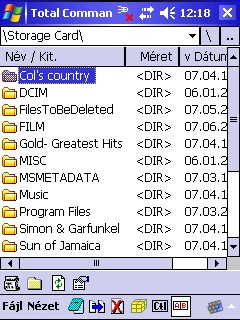 Total Comman 12:18
\Storage Card\ \ ..
Név / Kit. Méret v Dátum
Col's country <DIR> 07.04.1
DCIM <DIR> 06.01.2
FilesToBeDeleted <DIR> 07.05.2
FILM <DIR> 07.06.2
Gold- Greatest Hits <DIR> 07.04.1
MISC <DIR> 06.01.2
MSMETADATA <DIR> 07.03.1
Music <DIR> 07.04.1
Program Files <DIR> 07.03.2
Simon & Garfunkel <DIR> 07.04.1
Sun of Jamaica <DIR> 07.04.1
Fájl Nézet Ctl A|B